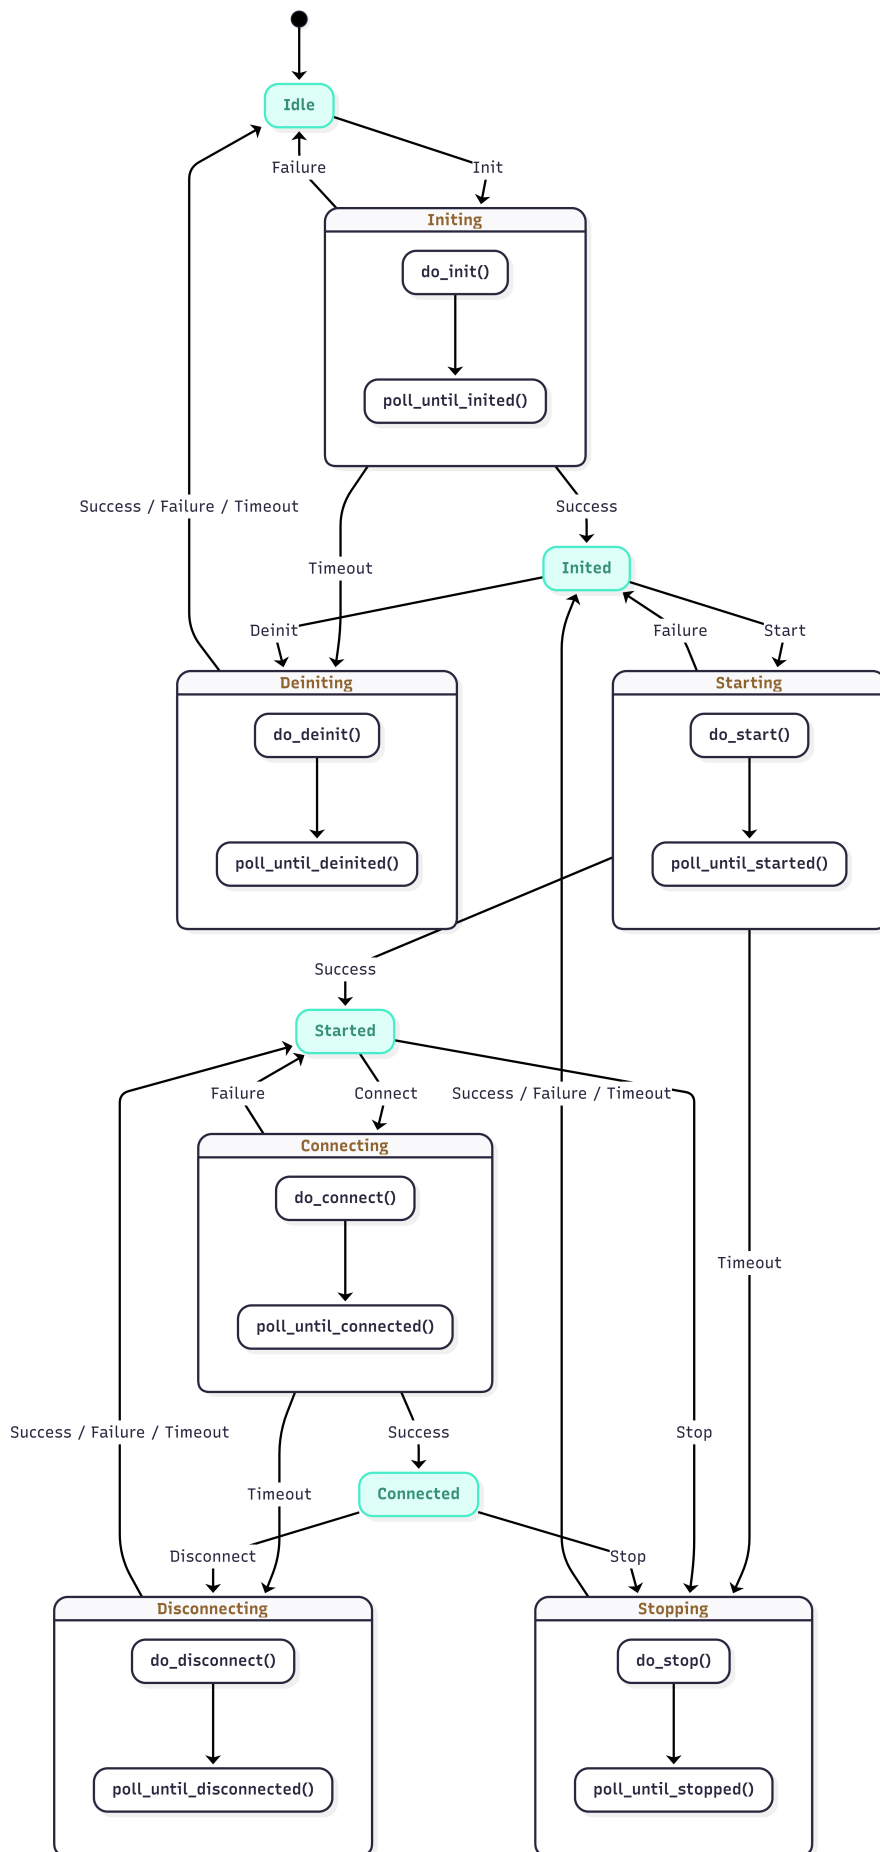 Idle
Failure
Init
Initing
do_init()
poll_until_inited()
Success / Failure / Timeout
Success
Timeout
Inited
Deinit
Failure
Start
Deiniting
Starting
do_deinit()
do_start()
poll_until_deinited()
poll_until_started()
Success
Started
Failure
Connect
Success / Failure / Timeout
Connecting
do_connect()
Timeout
poll_until_connected()
Success / Failure / Timeout
Success
Stop
Timeout
Connected
Disconnect
Stop
Disconnecting
Stopping
do_disconnect()
do_stop()
poll_until_disconnected()
poll_until_stopped()